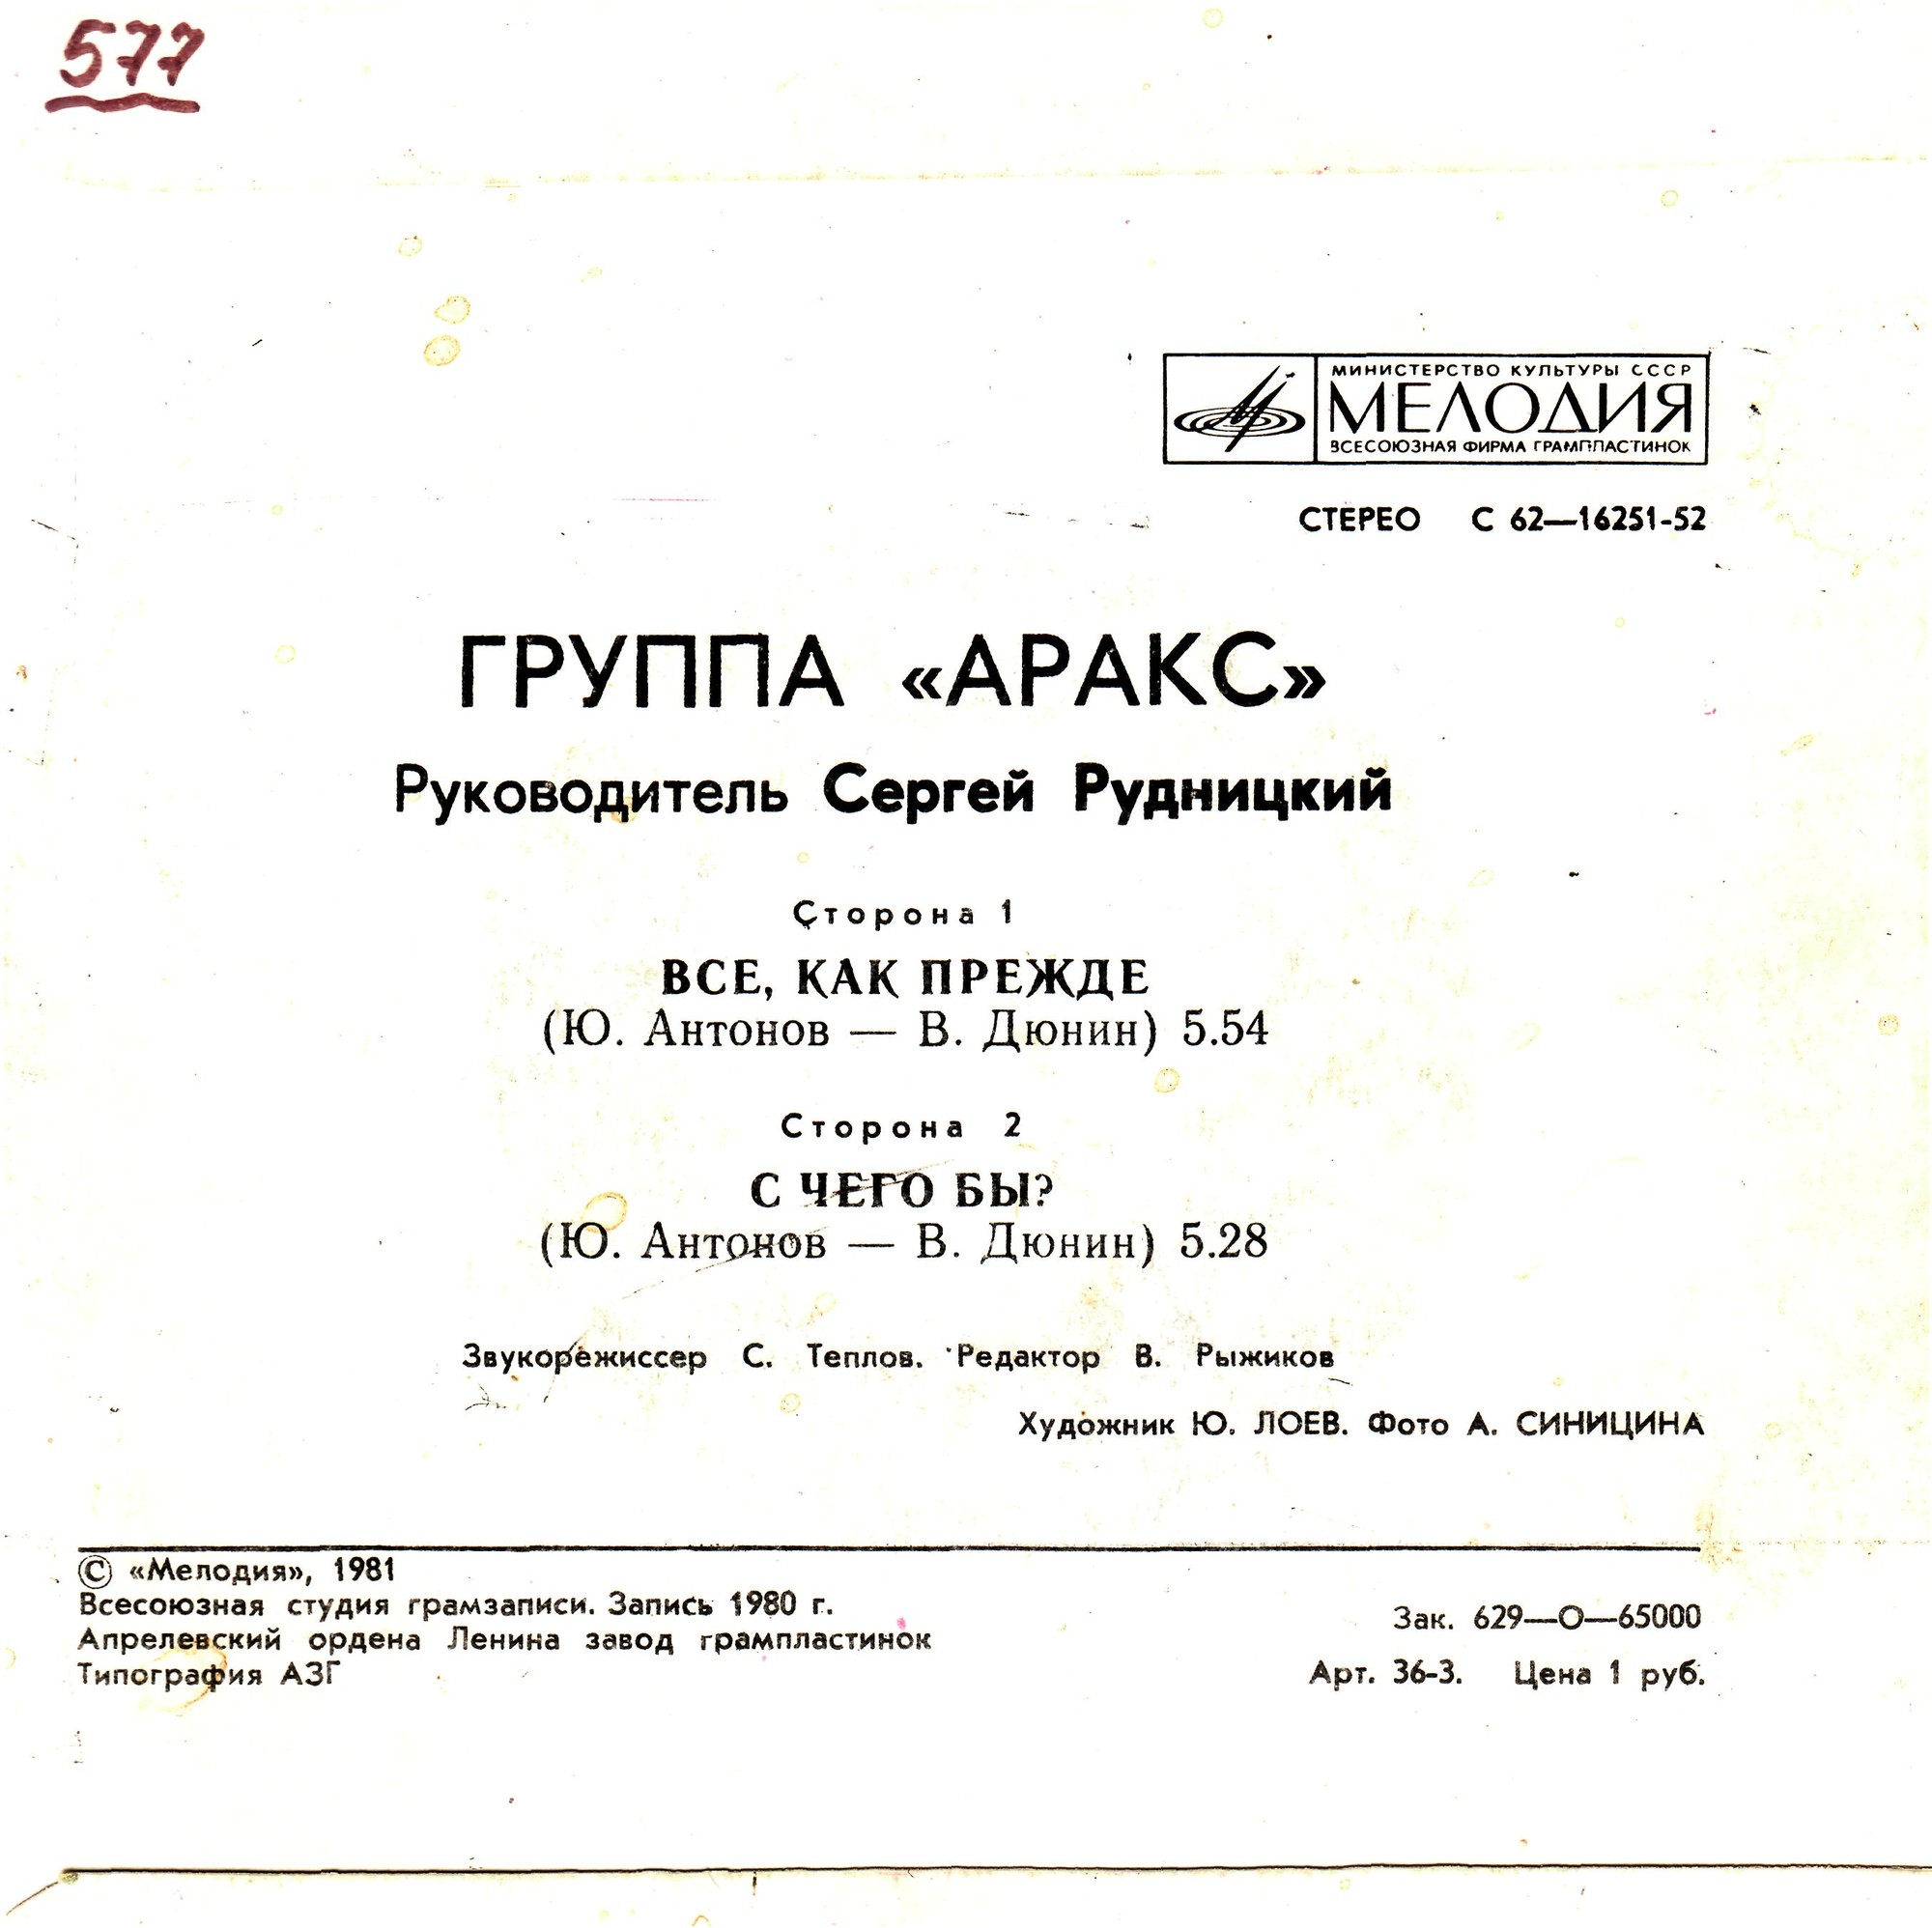 577
МИНИСТЕРСТВО КУЛЬТУРЫ СССР
МЕЛОДИЯ
ВСЕСОЮЗНАЯ ФИРМА ГРАМПЛАСТИНОК
СТЕРЕО С 62—16251-52
ГРУППА «АРАКС»
Руководитель Сергей Рудницкий
Сторона 1
ВСЕ, КАК ПРЕЖДЕ
(Ю. Антонов — В. Дюнин) 5.54
Сторона 2
С ЧЕГО БЫ?
(Ю. Антонов — В. Дюнин) 5.28
Звукорежиссер С. Теплов. Редактор В. Рыжиков
Художник Ю. ЛОЕВ. Фото А. СИНИЦИНА
© «Мелодия», 1981
Всесоюзная студия грамзаписи. Запись 1980 г.
Апрелевский ордена Ленина завод грампластинок
Типография АЗГ
Зак. 629—О—65000
Арт. 36-3. Цена 1 руб.